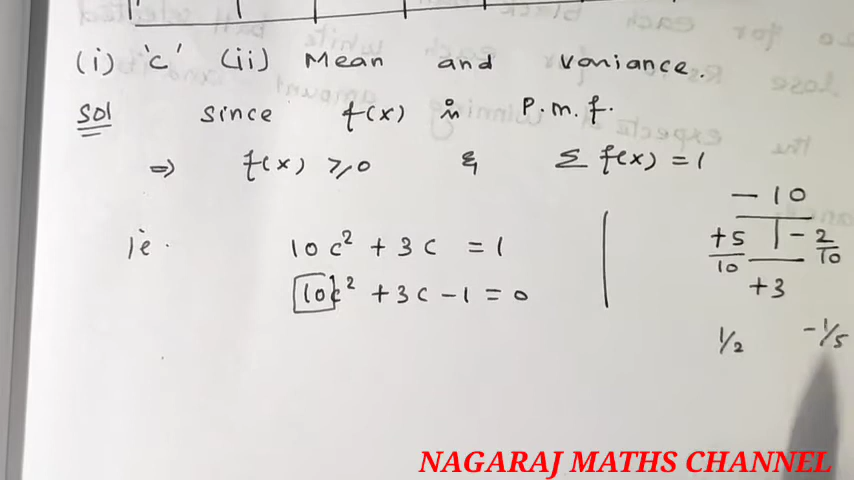 (i) 'c' (ii) Mean and variance.
Sol Since f(x) is P.m.f.
⇒ f(x) ≥ 0 & Σ f(x) = 1
ie. 10c² + 3c = 1
10c² + 3c - 1 = 0
- 10
+5/10 | -2/10
+3
1/2 -1/5
NAGARAJ MATHS CHANNEL